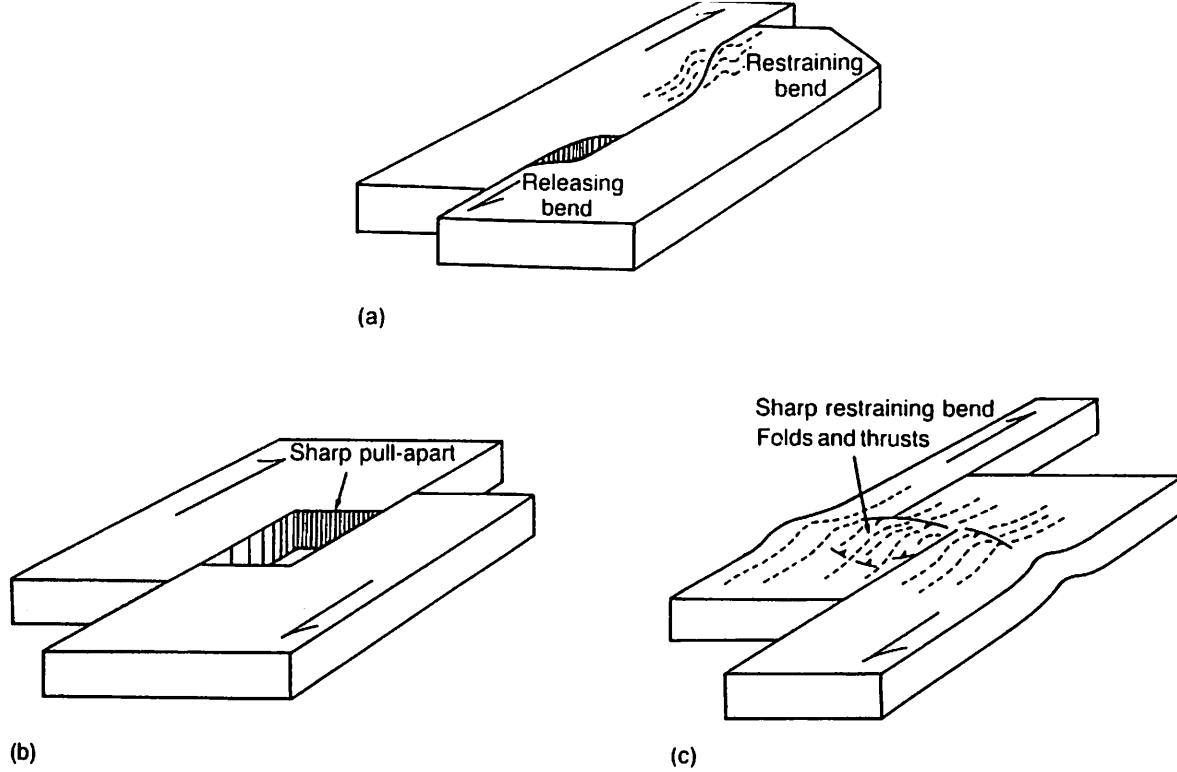 Restraining
bend
Releasing
bend
(a)
Sharp pull-apart
(b)
Sharp restraining bend
Folds and thrusts
(c)